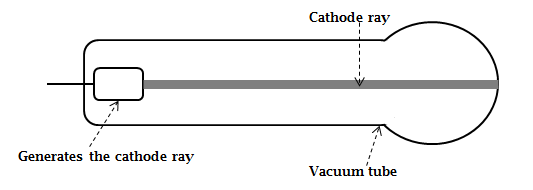 Cathode ray
Generates the cathode ray
Vacuum tube